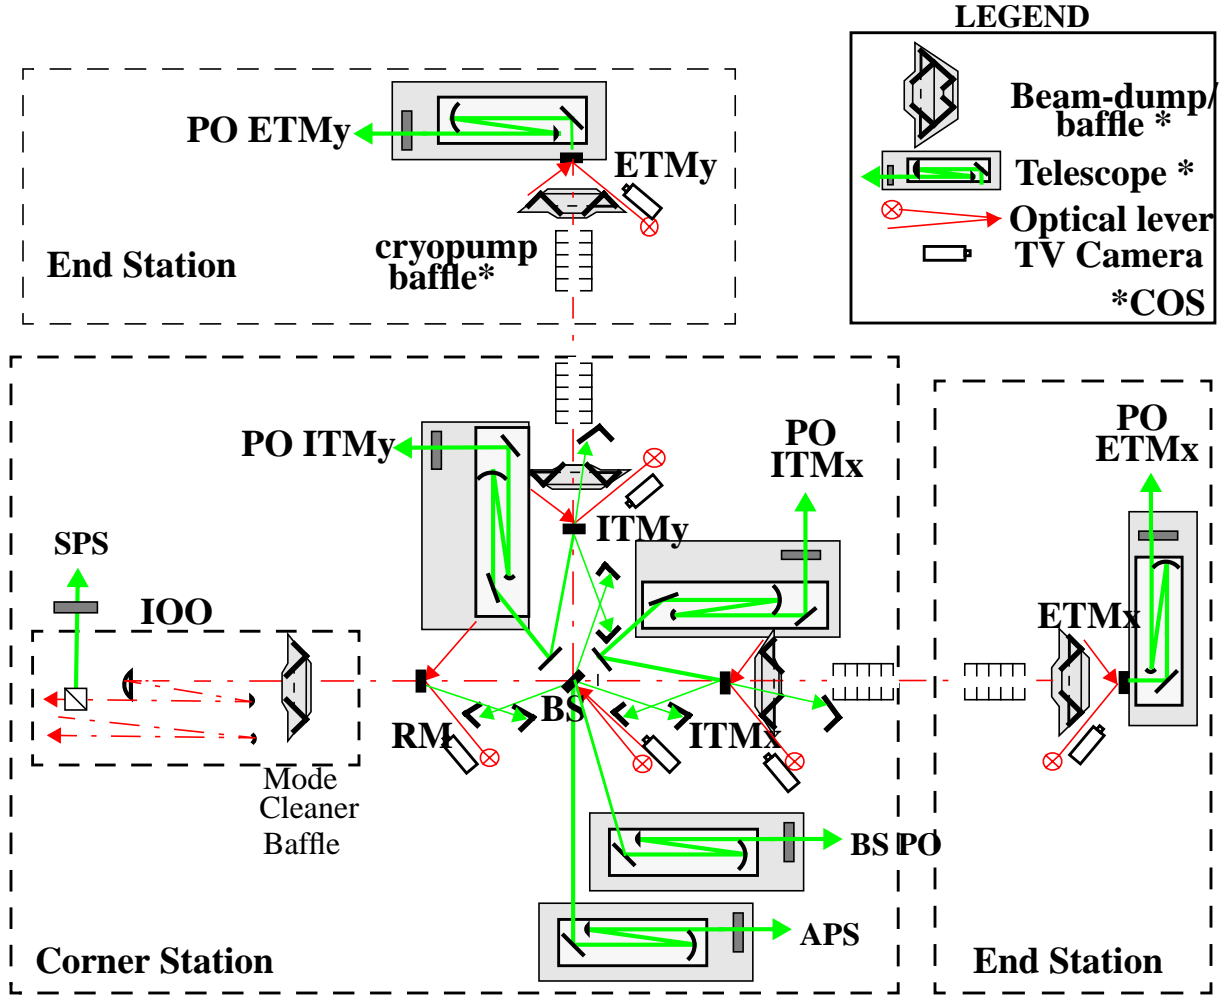 LEGEND
Beam-dump/
baffle *
Telescope *
Optical lever
TV Camera
*COS
PO ETMy
ETMy
cryopump
baffle*
End Station
PO ITMy
PO
ITMx
PO
ETMx
ITMy
SPS
IOO
ETMx
BS
RM
ITMx
Mode
Cleaner
Baffle
BS PO
APS
Corner Station
End Station